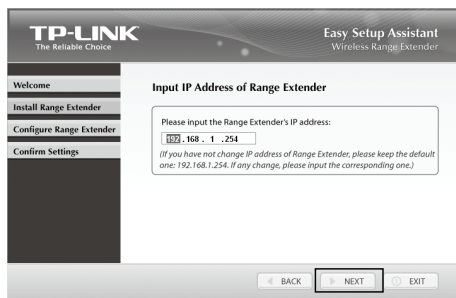 TP-LINK
The Reliable Choice
Easy Setup Assistant
Wireless Range Extender
Welcome
Install Range Extender
Configure Range Extender
Confirm Settings
Input IP Address of Range Extender
Please input the Range Extender's IP address:
192 . 168 . 1 . 254
(If you have not change IP address of Range Extender, please keep the default
one: 192.168.1.254. If any change, please input the corresponding one.)
BACK
NEXT
EXIT